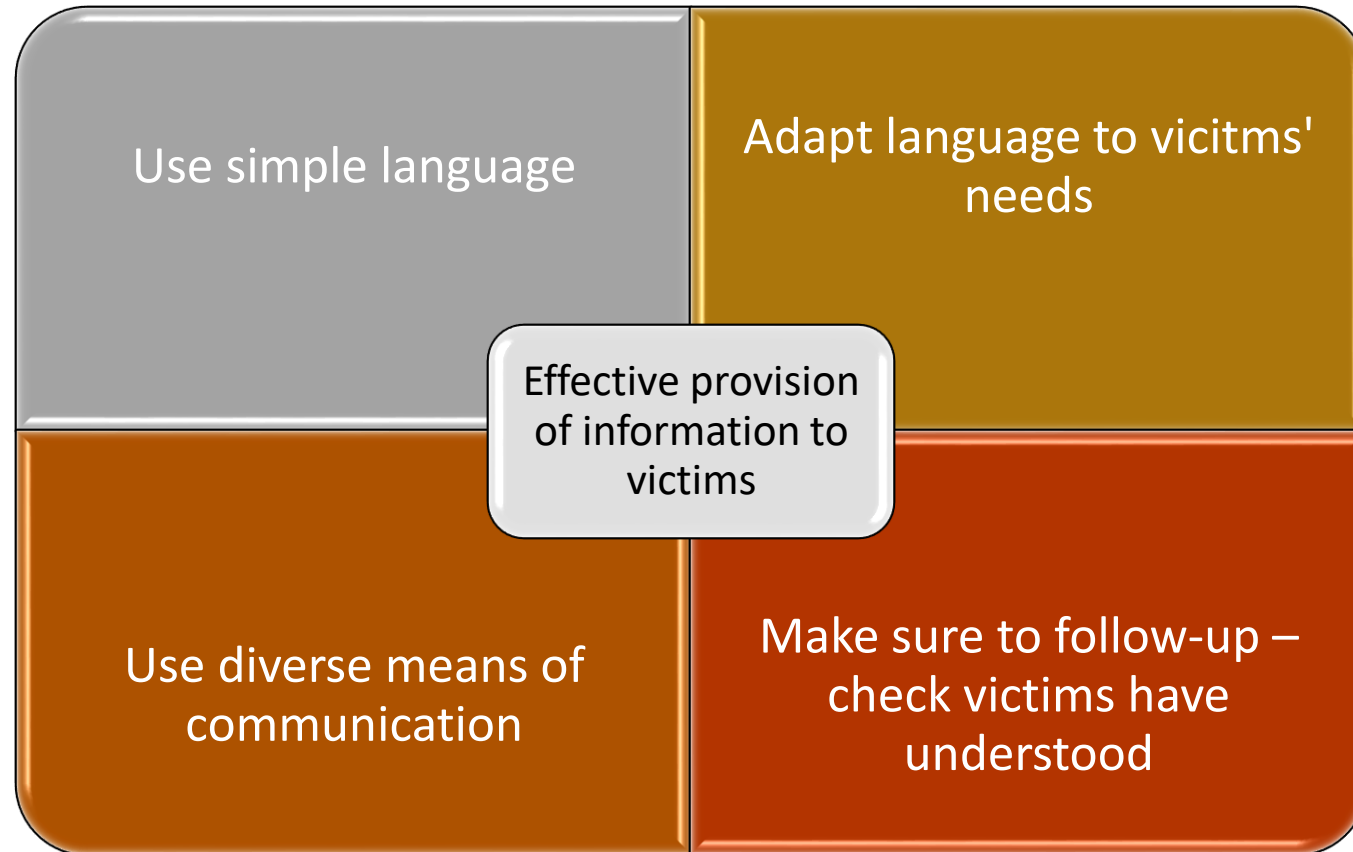 Use simple language
Adapt language to vicitms'
needs
Effective provision
of information to
victims
Use diverse means of
communication
Make sure to follow-up –
check victims have
understood